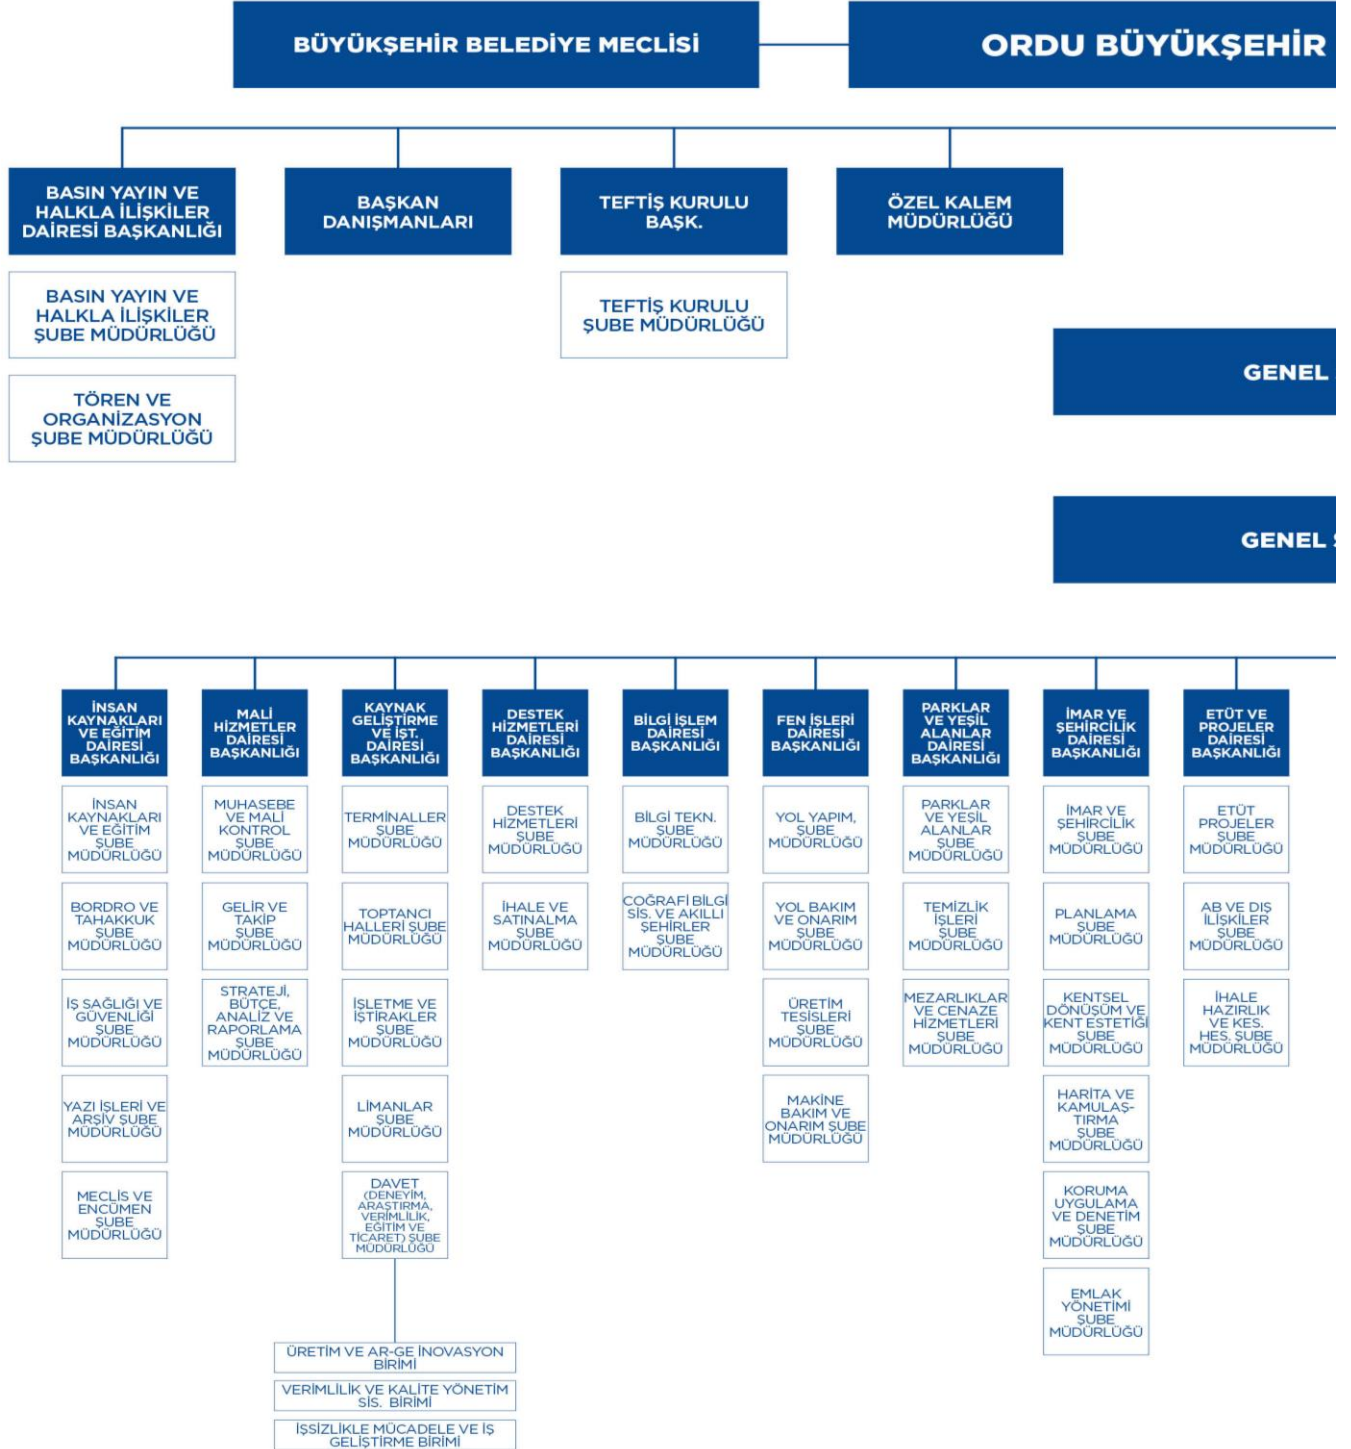 BÜYÜKŞEHİR BELEDİYE MECLİSİ
ORDU BÜYÜKŞEHİR
BASIN YAYIN VE
HALKLA İLİŞKİLER
DAİRESİ BAŞKANLIĞI
BAŞKAN
DANIŞMANLARI
TEFTİŞ KURULU
BAŞK.
ÖZEL KALEM
MÜDÜRLÜĞÜ
BASIN YAYIN VE
HALKLA İLİŞKİLER
ŞUBE MÜDÜRLÜĞÜ
TEFTİŞ KURULU
ŞUBE MÜDÜRLÜĞÜ
TÖREN VE
ORGANİZASYON
ŞUBE MÜDÜRLÜĞÜ
GENEL
GENEL
İNSAN
KAYNAKLARI
VE EĞİTİM
DAİRESİ
BAŞKANLIĞI
MALİ
HİZMETLER
DAİRESİ
BAŞKANLIĞI
KAYNAK
GELİŞTİRME
VE İŞT.
DAİRESİ
BAŞKANLIĞI
DESTEK
HİZMETLERİ
DAİRESİ
BAŞKANLIĞI
BİLGİ İŞLEM
DAİRESİ
BAŞKANLIĞI
FEN İŞLERİ
DAİRESİ
BAŞKANLIĞI
PARKLAR
VE YEŞİL
ALANLAR
DAİRESİ
BAŞKANLIĞI
İMAR VE
ŞEHİRCİLİK
DAİRESİ
BAŞKANLIĞI
ETÜT VE
PROJELER
DAİRESİ
BAŞKANLIĞI
İNSAN
KAYNAKLARI
VE EĞİTİM
ŞUBE
MÜDÜRLÜĞÜ
MUHASEBE
VE MALİ
KONTROL
ŞUBE
MÜDÜRLÜĞÜ
TERMİNALLER
ŞUBE
MÜDÜRLÜĞÜ
DESTEK
HİZMETLERİ
ŞUBE
MÜDÜRLÜĞÜ
BİLGİ TEKN.
ŞUBE
MÜDÜRLÜĞÜ
YOL YAPIM,
ŞUBE
MÜDÜRLÜĞÜ
PARKLAR
VE YEŞİL
ALANLAR
ŞUBE
MÜDÜRLÜĞÜ
İMAR VE
ŞEHİRCİLİK
ŞUBE
MÜDÜRLÜĞÜ
ETÜT
PROJELER
ŞUBE
MÜDÜRLÜĞÜ
BORDRO VE
TAHAKKUK
ŞUBE
MÜDÜRLÜĞÜ
GELİR VE
TAKİP
ŞUBE
MÜDÜRLÜĞÜ
TOPTANCI
HALLERİ ŞUBE
MÜDÜRLÜĞÜ
İHALE VE
SATINALMA
ŞUBE
MÜDÜRLÜĞÜ
COĞRAFİ BİLGİ
SİS. VE AKILLI
ŞEHİRLER
ŞUBE
MÜDÜRLÜĞÜ
YOL BAKIM
VE ONARIM
ŞUBE
MÜDÜRLÜĞÜ
TEMİZLİK
İŞLERİ
ŞUBE
MÜDÜRLÜĞÜ
PLANLAMA
ŞUBE
MÜDÜRLÜĞÜ
AB VE DIŞ
İLİŞKİLER
ŞUBE
MÜDÜRLÜĞÜ
İŞ SAĞLIĞI VE
GÜVENLİĞİ
ŞUBE
MÜDÜRLÜĞÜ
STRATEJİ,
BÜTÇE,
ANALİZ VE
RAPORLAMA
ŞUBE
MÜDÜRLÜĞÜ
İŞLETME VE
İŞTİRAKLER
ŞUBE
MÜDÜRLÜĞÜ
ÜRETİM
TESİSLERİ
ŞUBE
MÜDÜRLÜĞÜ
MEZARLIKLAR
VE CENAZE
HİZMETLERİ
ŞUBE
MÜDÜRLÜĞÜ
KENTSEL
DÖNÜŞÜM VE
KENT ESTETİĞİ
ŞUBE
MÜDÜRLÜĞÜ
İHALE
HAZIRLIK
VE KES.
HES. ŞUBE
MÜDÜRLÜĞÜ
YAZI İŞLERİ VE
ARŞİV ŞUBE
MÜDÜRLÜĞÜ
LİMANLAR
ŞUBE
MÜDÜRLÜĞÜ
MAKİNE
BAKIM VE
ONARIM ŞUBE
MÜDÜRLÜĞÜ
HARİTA VE
KAMULAŞ-
TIRMA
ŞUBE
MÜDÜRLÜĞÜ
MECLİS VE
ENCÜMEN
ŞUBE
MÜDÜRLÜĞÜ
DAVET
(DENEYİM,
ARAŞTIRMA,
VERİMLİLİK,
EĞİTİM VE
TİCARET) ŞUBE
MÜDÜRLÜĞÜ
KORUMA
UYGULAMA
VE DENETİM
ŞUBE
MÜDÜRLÜĞÜ
EMLAK
YÖNETİMİ
ŞUBE
MÜDÜRLÜĞÜ
ÜRETİM VE AR-GE İNOVASYON
BİRİMİ
VERİMLİLİK VE KALİTE YÖNETİM
SİS. BİRİMİ
İŞSİZLİKLE MÜCADELE VE İŞ
GELİŞTİRME BİRİMİ